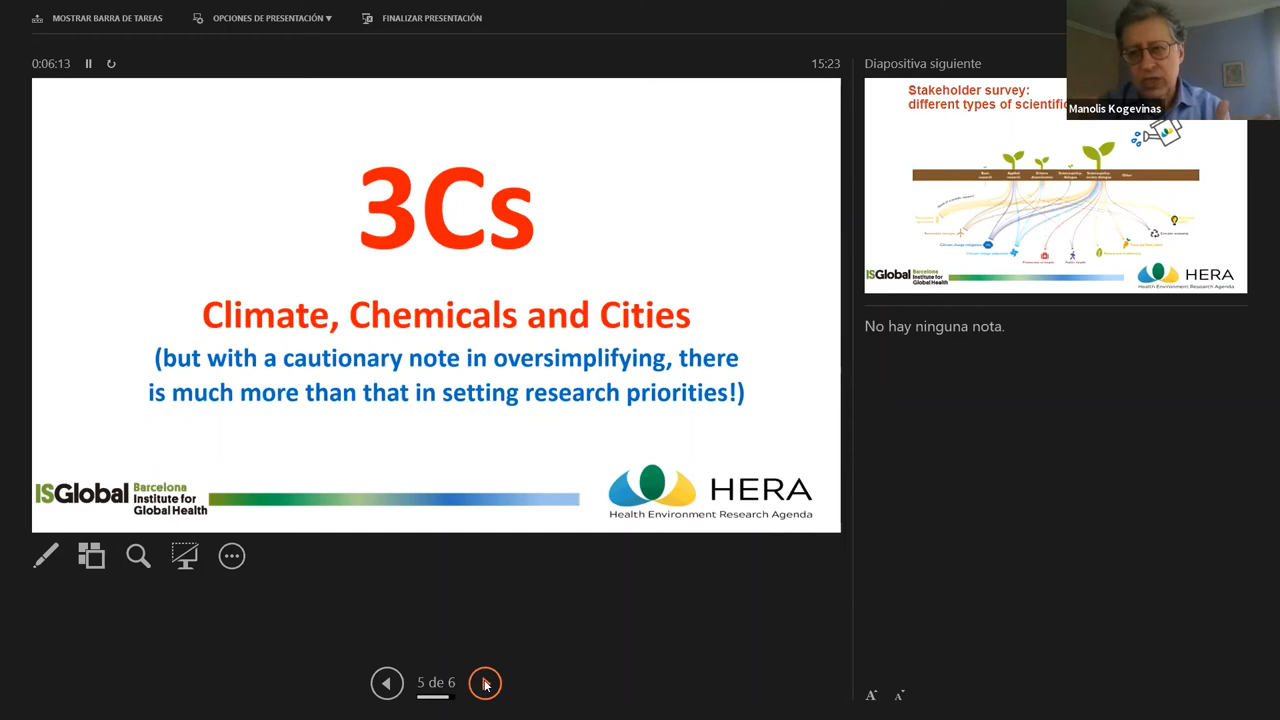 MOSTRAR BARRA DE TAREAS
OPCIONES DE PRESENTACIÓN ▼
FINALIZAR PRESENTACIÓN
0:06:13
15:23
3Cs
Climate, Chemicals and Cities
(but with a cautionary note in oversimplifying, there
is much more than that in setting research priorities!)
ISGlobal Barcelona
Institute for
Global Health
HERA
Health Environment Research Agenda
5 de 6
Diapositiva siguiente
Manolis Kogevinas
Stakeholder survey:
different types of scientific
ISGlobal Barcelona
Institute for
Global Health
HERA
Health Environment Research Agenda
No hay ninguna nota.
A
A